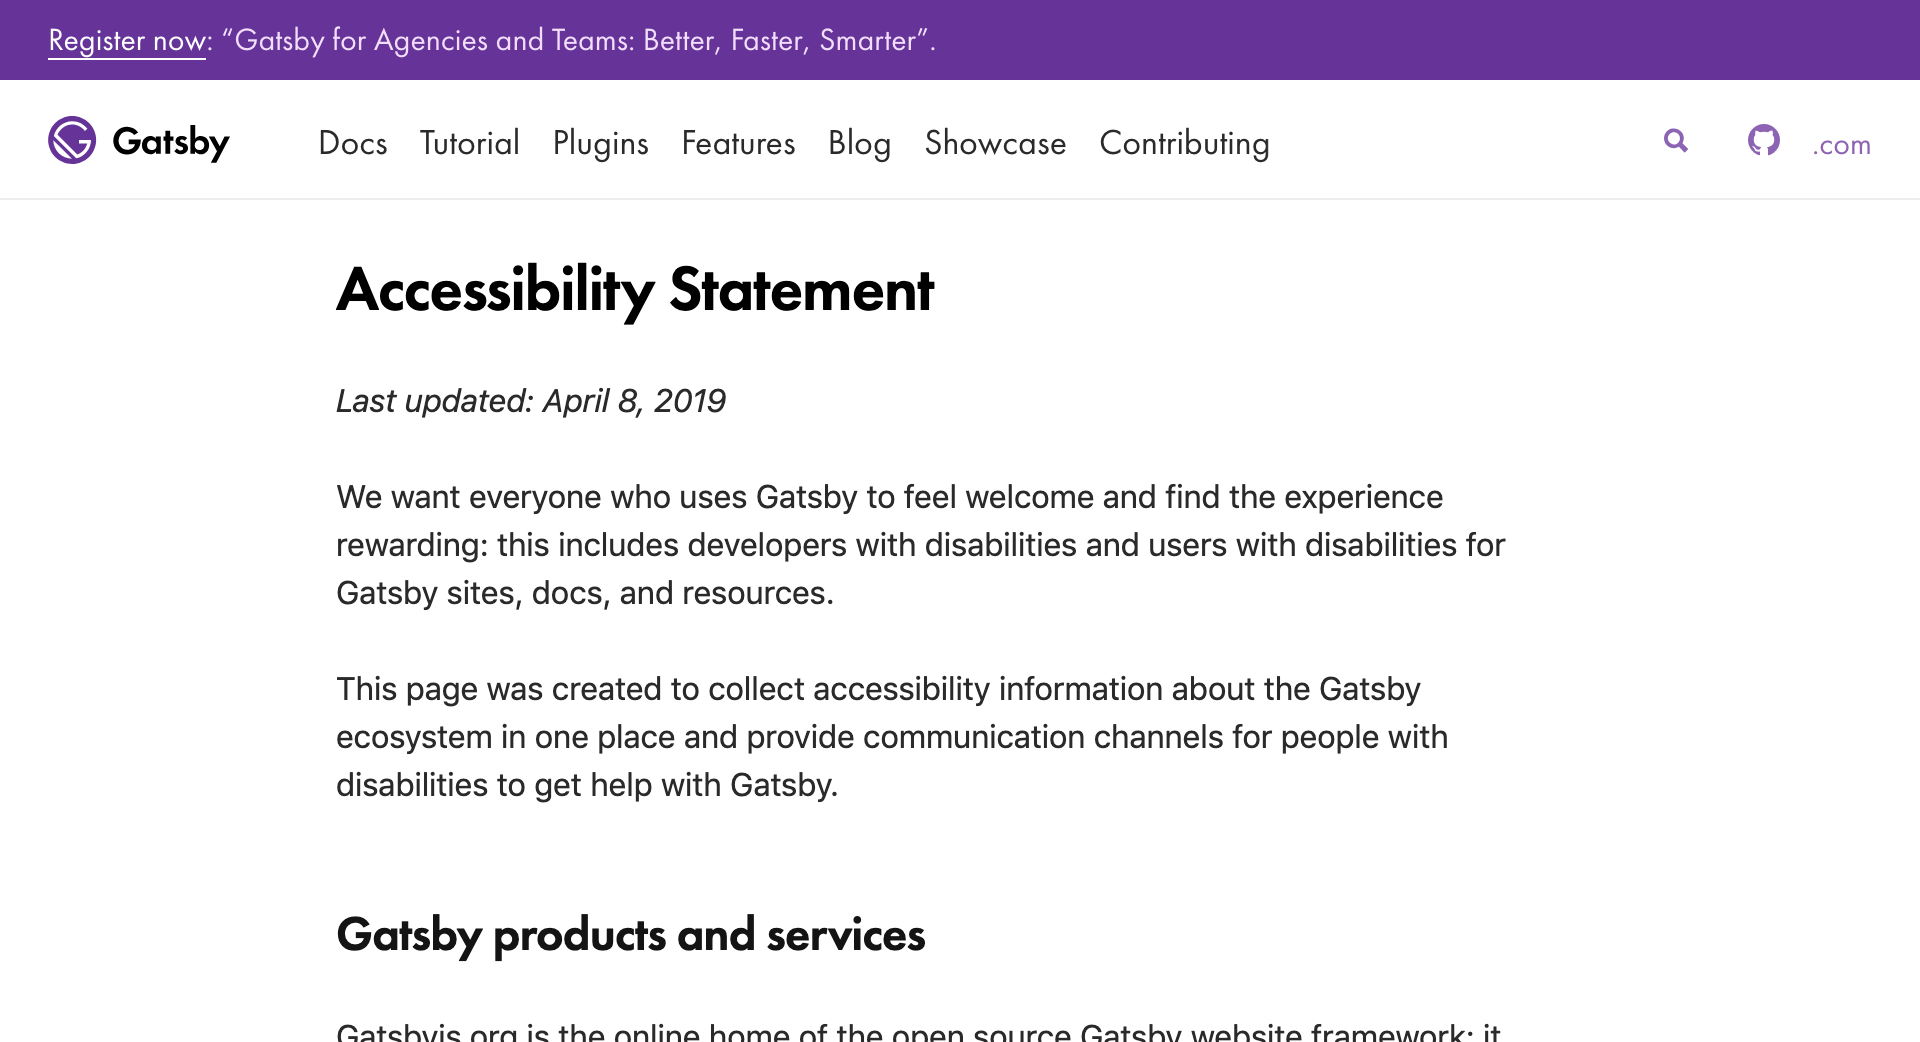 Register now: “Gatsby for Agencies and Teams: Better, Faster, Smarter”.
Gatsby Docs Tutorial Plugins Features Blog Showcase Contributing .com
Accessibility Statement
Last updated: April 8, 2019
We want everyone who uses Gatsby to feel welcome and find the experience
rewarding: this includes developers with disabilities and users with disabilities for
Gatsby sites, docs, and resources.
This page was created to collect accessibility information about the Gatsby
ecosystem in one place and provide communication channels for people with
disabilities to get help with Gatsby.
Gatsby products and services
Gatsbyjs.org is the online home of the open source Gatsby website framework; it